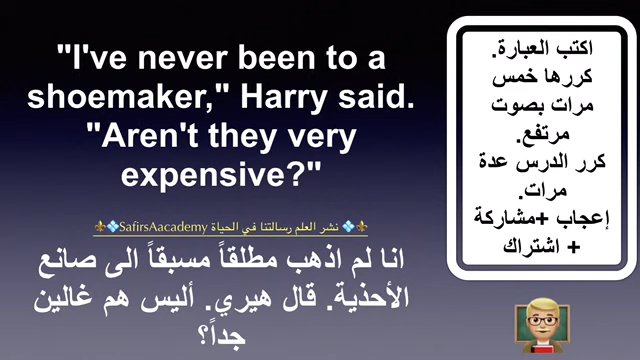 "I've never been to a
shoemaker," Harry said.
"Aren't they very
expensive?"
⚜💠نشر العلم رسالتنا في الحياة SafirsAacademy💠⚜
انا لم اذهب مطلقاً مسبقاً الى صانع
الأحذية. قال هيري. أليس هم غالين
جداً؟
اكتب العبارة.
كررها خمس
مرات بصوت
مرتفع.
كرر الدرس عدة
مرات.
إعجاب +مشاركة
+ اشتراك